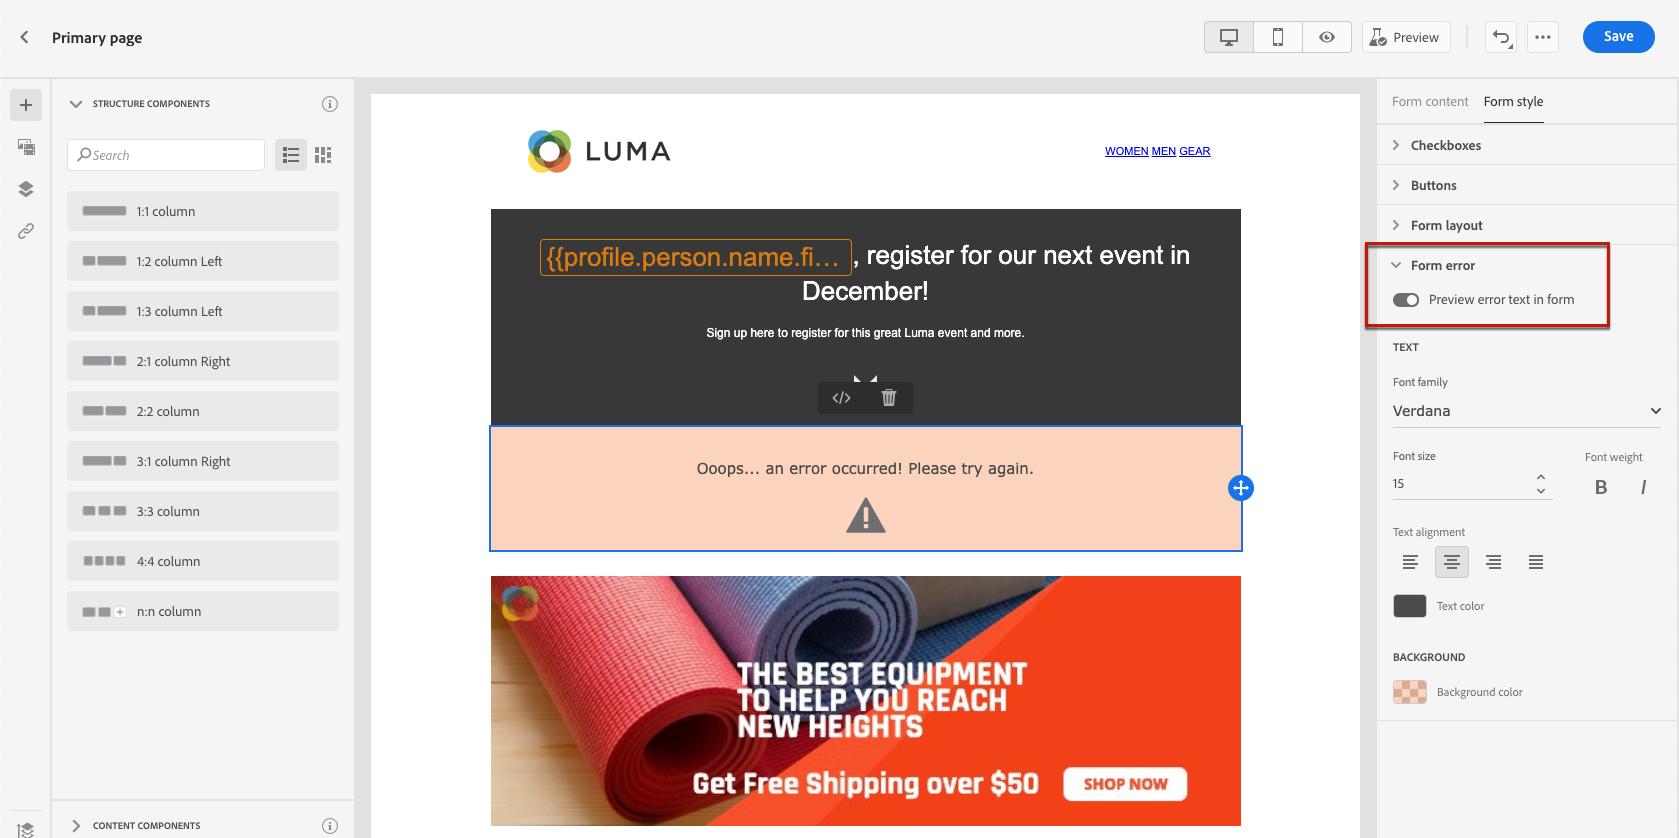 Primary page
Preview
Save
STRUCTURE COMPONENTS
Search
1:1 column
1:2 column Left
1:3 column Left
2:1 column Right
2:2 column
3:1 column Right
3:3 column
4:4 column
n:n column
CONTENT COMPONENTS
LUMA
WOMEN MEN GEAR
{{profile.person.name.fi... , register for our next event in
December!
Sign up here to register for this great Luma event and more.
</>
Ooops... an error occurred! Please try again.
THE BEST EQUIPMENT
TO HELP YOU REACH
NEW HEIGHTS
Get Free Shipping over $50
SHOP NOW
Form content Form style
Checkboxes
Buttons
Form layout
Form error
Preview error text in form
TEXT
Font family
Verdana
Font size Font weight
15 B I
Text alignment
Text color
BACKGROUND
Background color